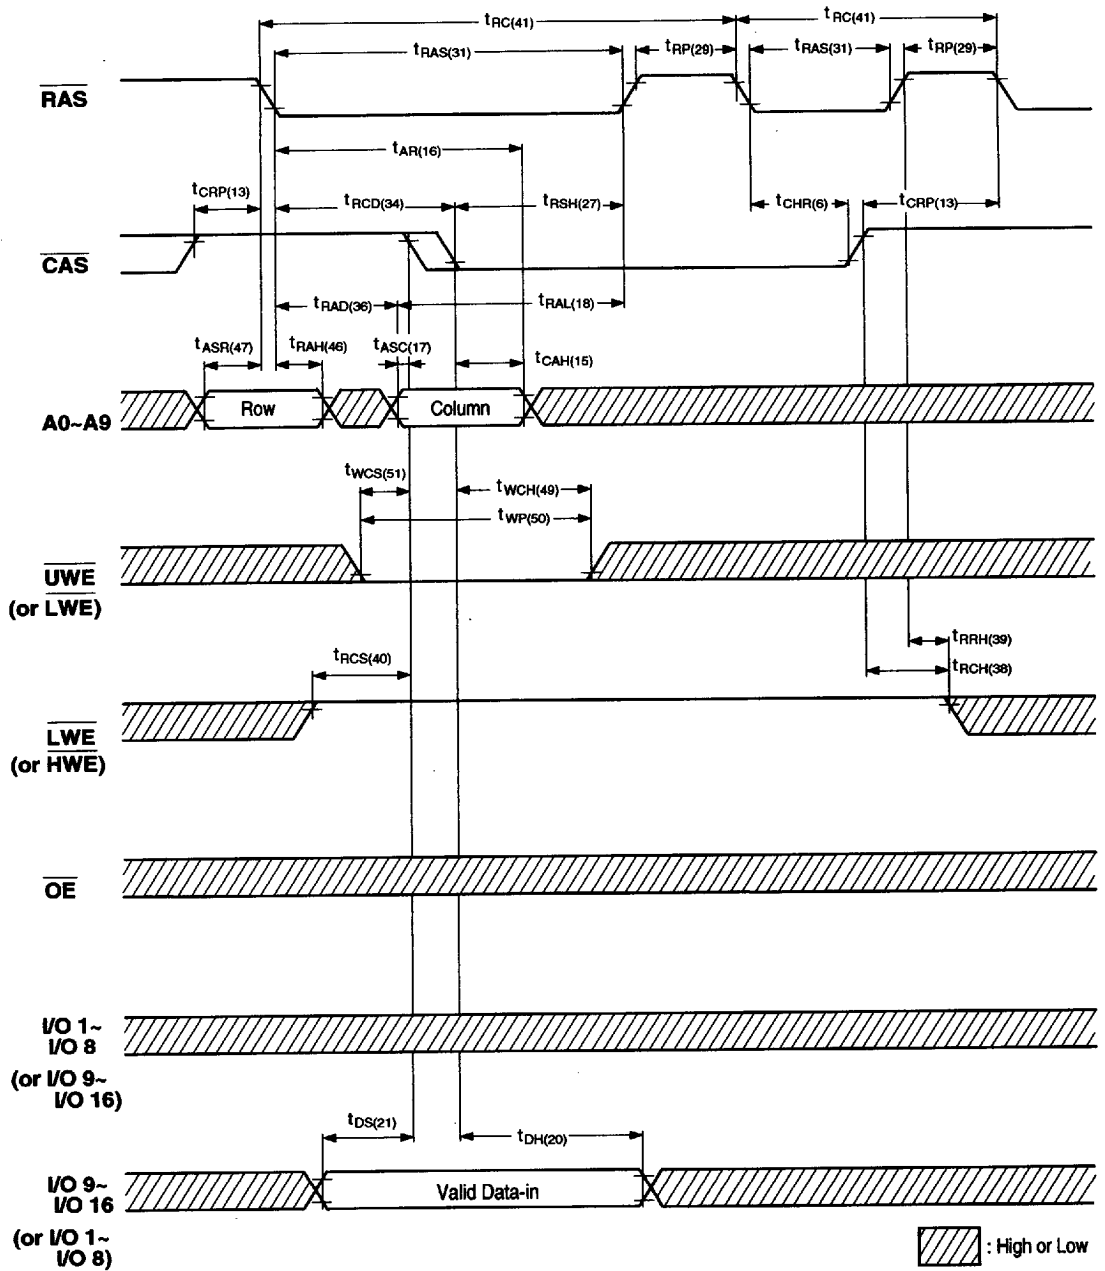 tRC(41) tRC(41)
tRAS(31) tRP(29) tRAS(31) tRP(29)
RAS
tAR(16)
tCRP(13) tRCD(34) tRSH(27) tCHR(6) tCRP(13)
CAS
tRAD(36) tRAL(18)
tASR(47) tRAH(46) tASC(17) tCAH(15)
A0~A9 Row Column
tWCS(51) tWCH(49)
tWP(50)
UWE
(or LWE)
tRRH(39)
tRCS(40) tRCH(38)
LWE
(or HWE)
OE
I/O 1~
I/O 8
(or I/O 9~
I/O 16)
tDS(21) tDH(20)
I/O 9~
I/O 16 Valid Data-in
(or I/O 1~
I/O 8)
: High or Low